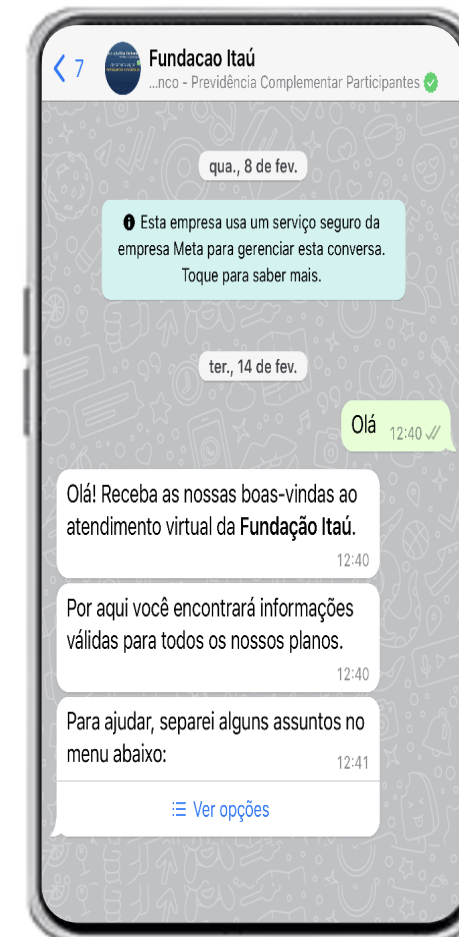 7
Fundacao Itaú
...nco - Previdência Complementar Participantes
qua., 8 de fev.
Esta empresa usa um serviço seguro da
empresa Meta para gerenciar esta conversa.
Toque para saber mais.
ter., 14 de fev.
Olá 12:40
Olá! Receba as nossas boas-vindas ao
atendimento virtual da Fundação Itaú.
12:40
Por aqui você encontrará informações
válidas para todos os nossos planos.
12:40
Para ajudar, separei alguns assuntos no
menu abaixo:
12:41
Ver opções